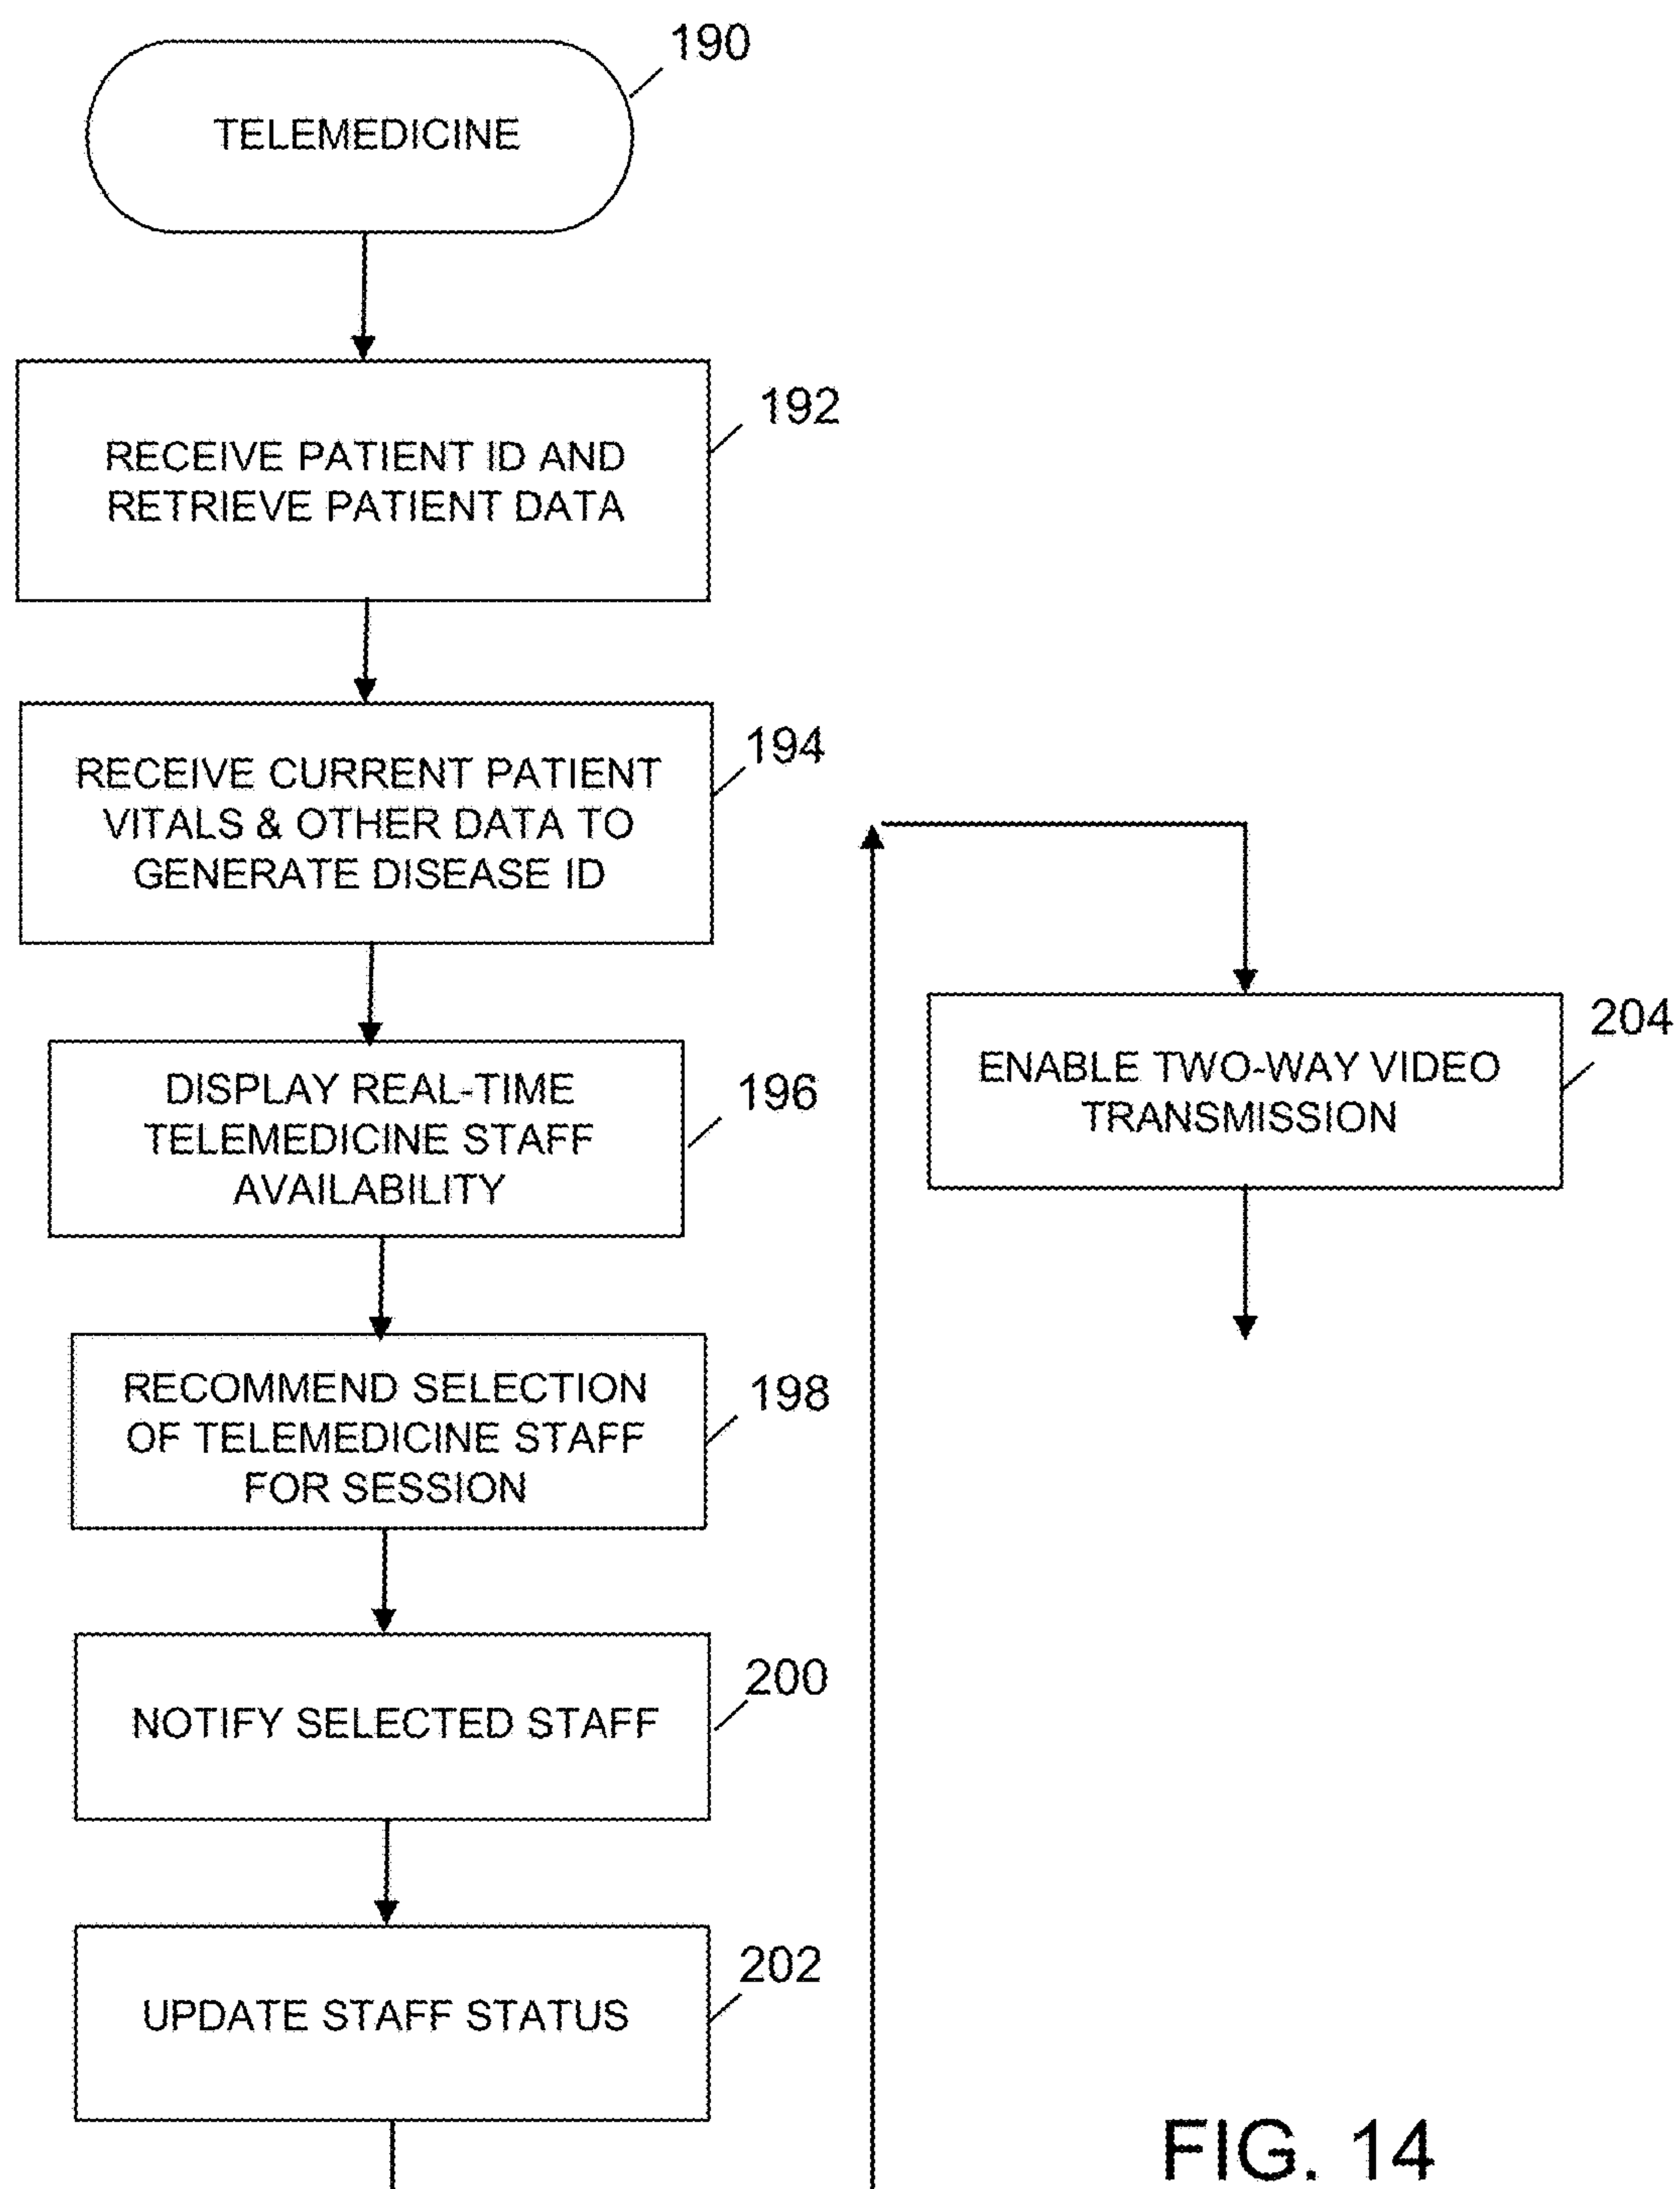 190
TELEMEDICINE
192
RECEIVE PATIENT ID AND
RETRIEVE PATIENT DATA
194
RECEIVE CURRENT PATIENT
VITALS & OTHER DATA TO
GENERATE DISEASE ID
196
DISPLAY REAL-TIME
TELEMEDICINE STAFF
AVAILABILITY
198
RECOMMEND SELECTION
OF TELEMEDICINE STAFF
FOR SESSION
200
NOTIFY SELECTED STAFF
202
UPDATE STAFF STATUS
204
ENABLE TWO-WAY VIDEO
TRANSMISSION
FIG. 14